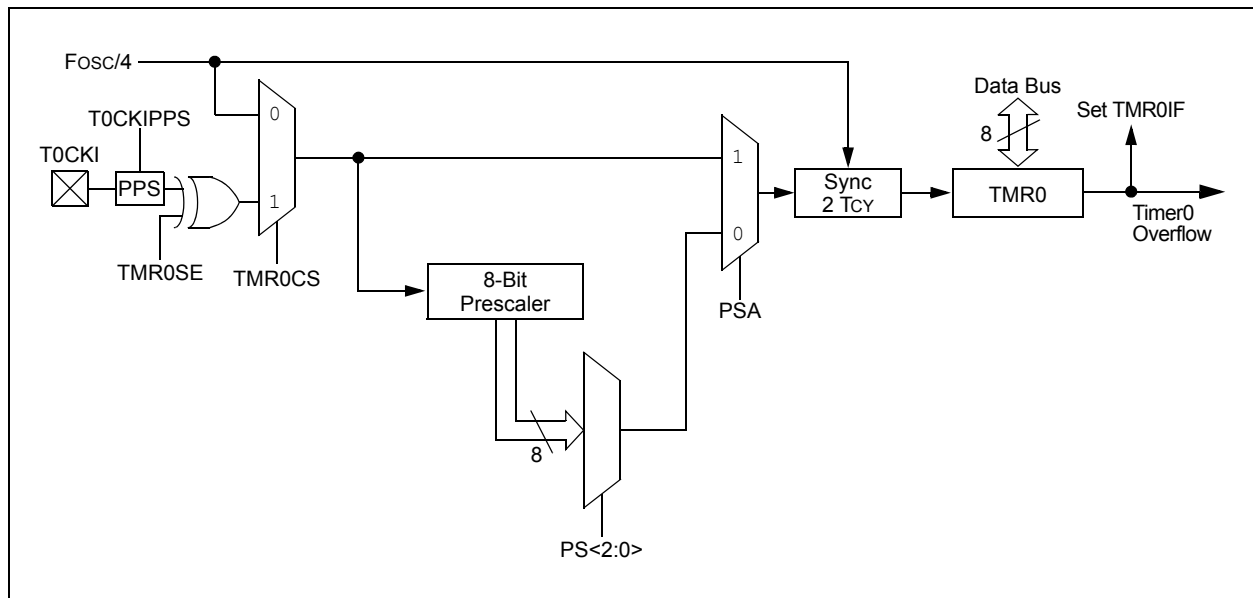 FOSC/4
Data Bus
Set TMR0IF
T0CKIPPS
0
8
T0CKI
PPS
1
1
Sync
2 TCY
TMR0
Timer0
Overflow
0
TMR0SE
TMR0CS
8-Bit
Prescaler
PSA
8
PS<2:0>